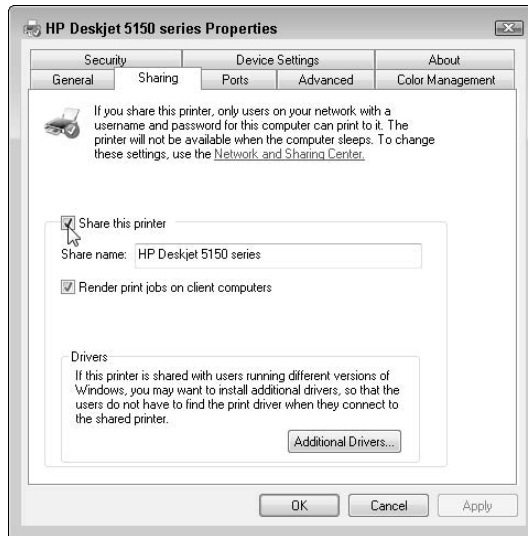 HP Deskjet 5150 series Properties
Security Device Settings About
General Sharing Ports Advanced Color Management
If you share this printer, only users on your network with a
username and password for this computer can print to it. The
printer will not be available when the computer sleeps. To change
these settings, use the Network and Sharing Center.
Share this printer
Share name: HP Deskjet 5150 series
Render print jobs on client computers
Drivers
If this printer is shared with users running different versions of
Windows, you may want to install additional drivers, so that the
users do not have to find the print driver when they connect to
the shared printer.
Additional Drivers...
OK Cancel Apply